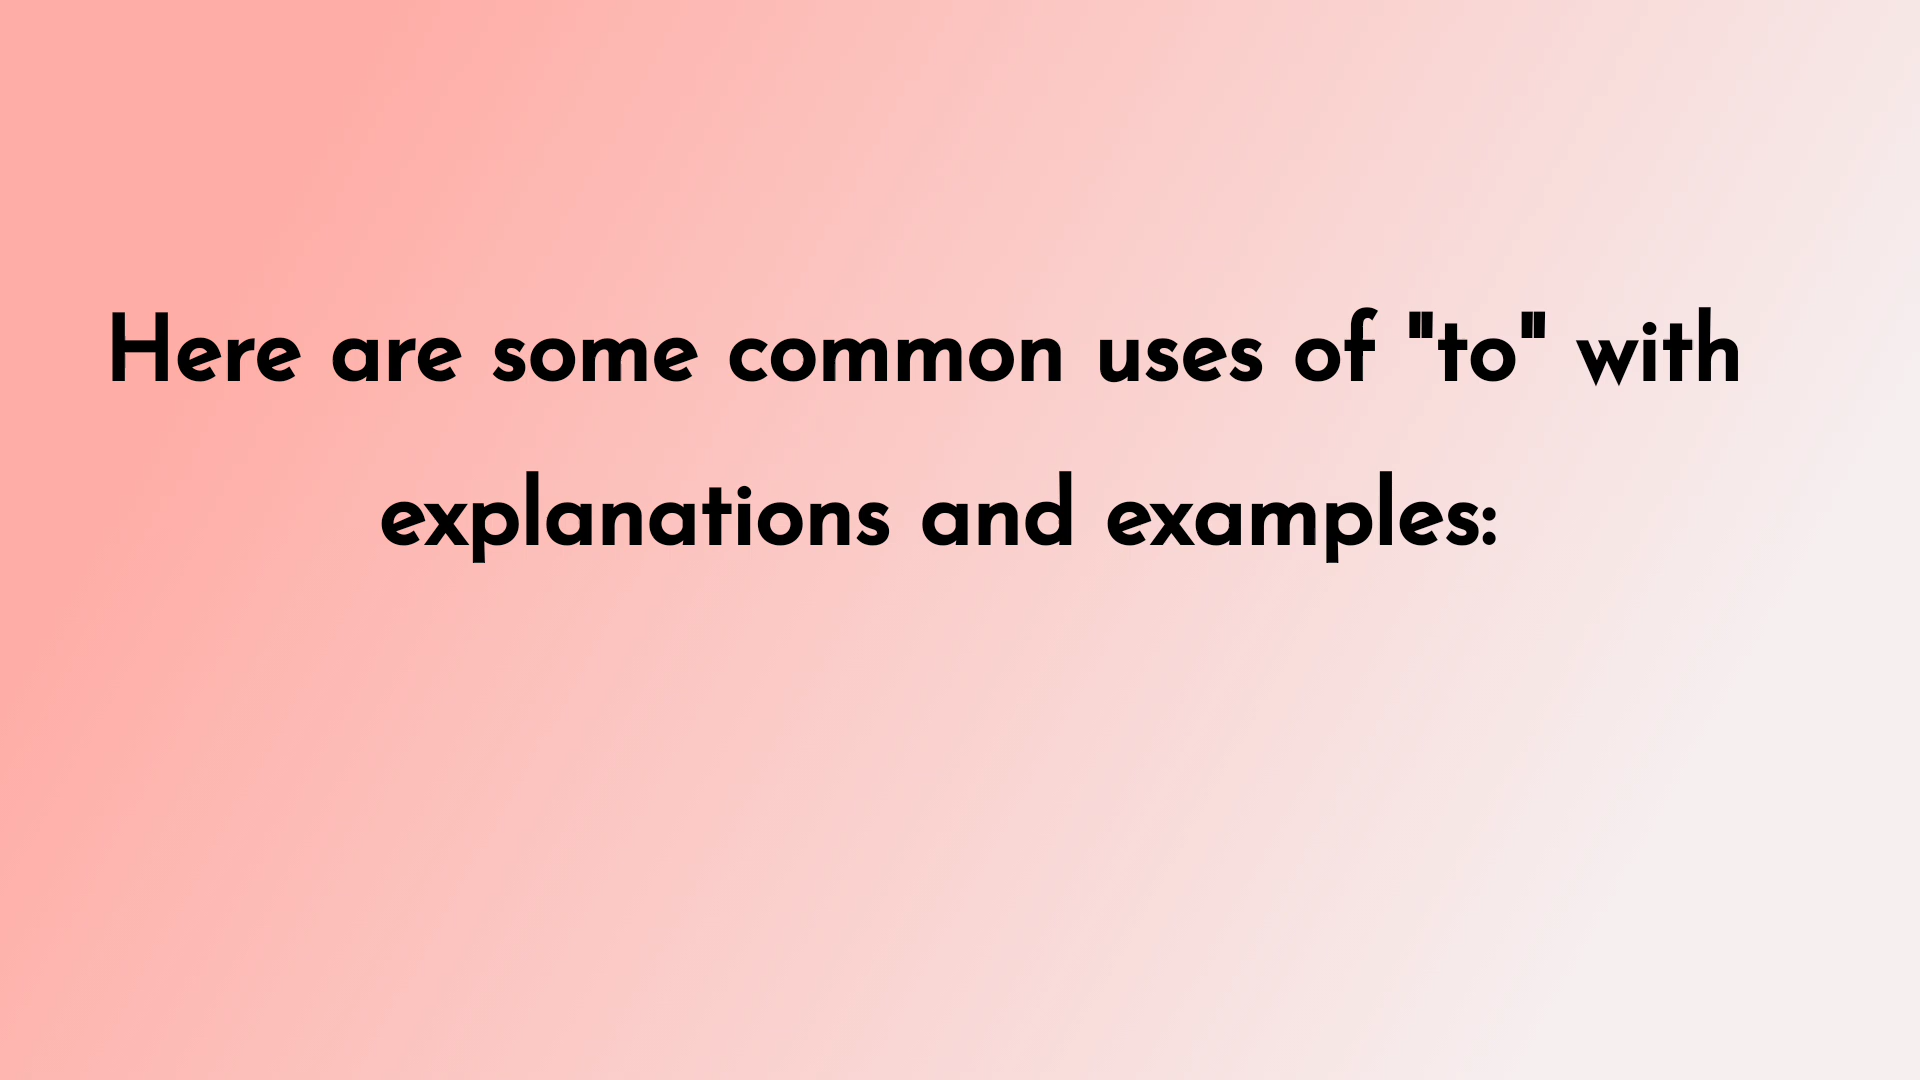 Here are some common uses of "to" with
explanations and examples: